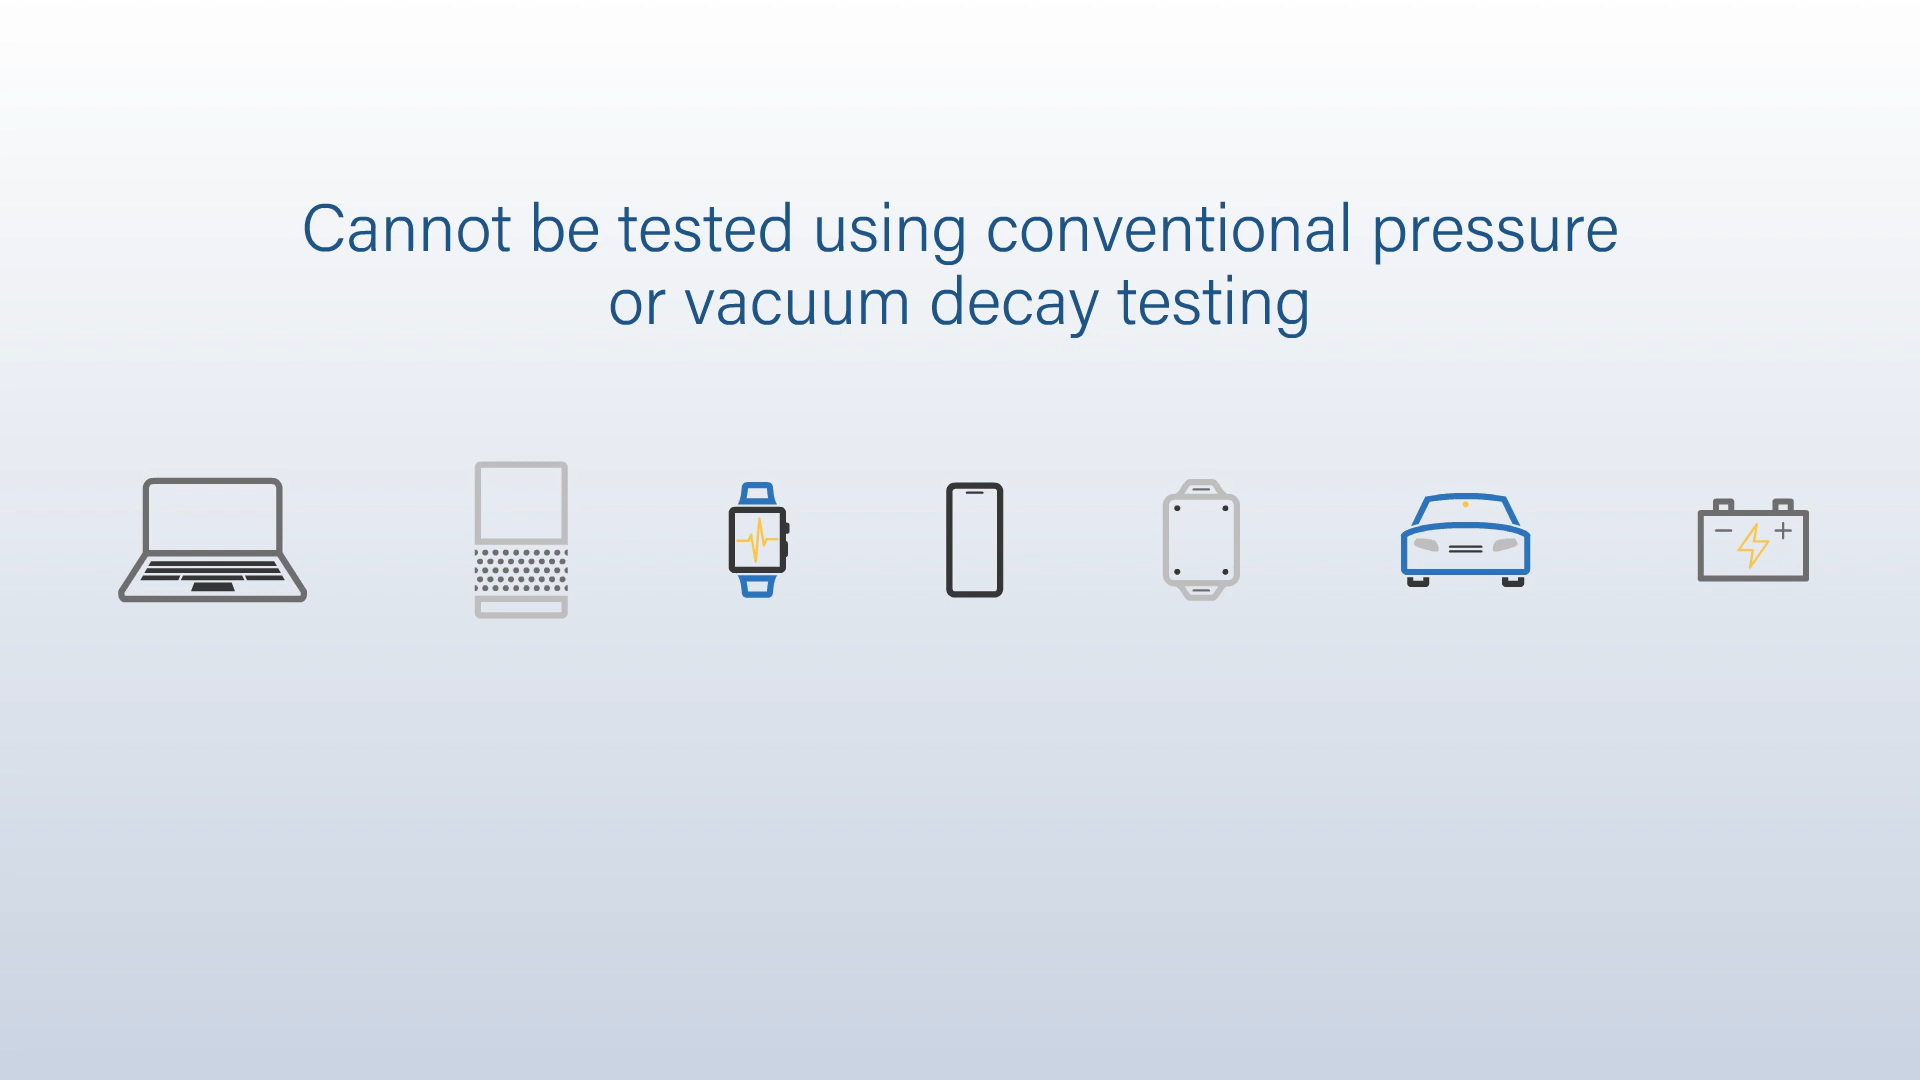 Cannot be tested using conventional pressure
or vacuum decay testing